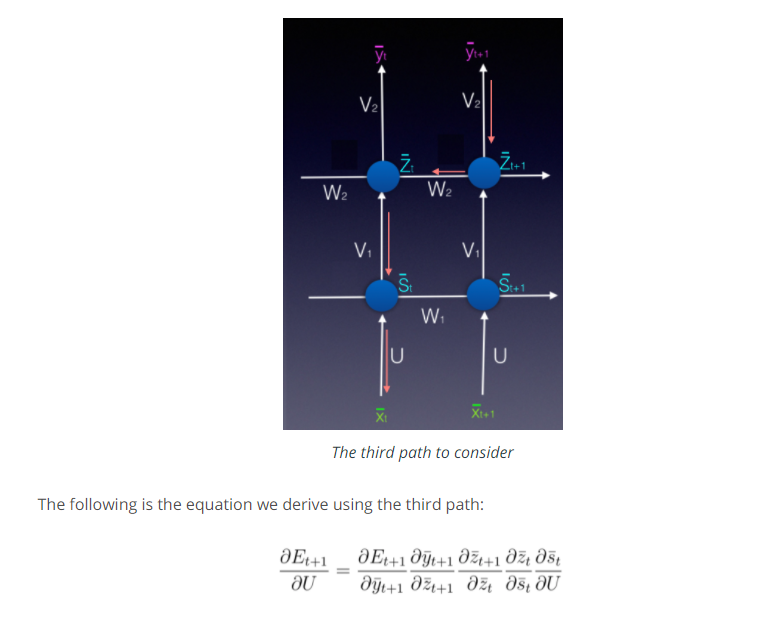 ȳt ȳt+1
V₂ V₂
z̄t z̄t+1
W₂ W₂
V₁ V₁
s̄t s̄t+1
W₁
U U
x̄t x̄t+1
The third path to consider
The following is the equation we derive using the third path:
∂Et+1/∂U = ∂Et+1/∂ȳt+1 ∂ȳt+1/∂z̄t+1 ∂z̄t+1/∂z̄t ∂z̄t/∂s̄t ∂s̄t/∂U